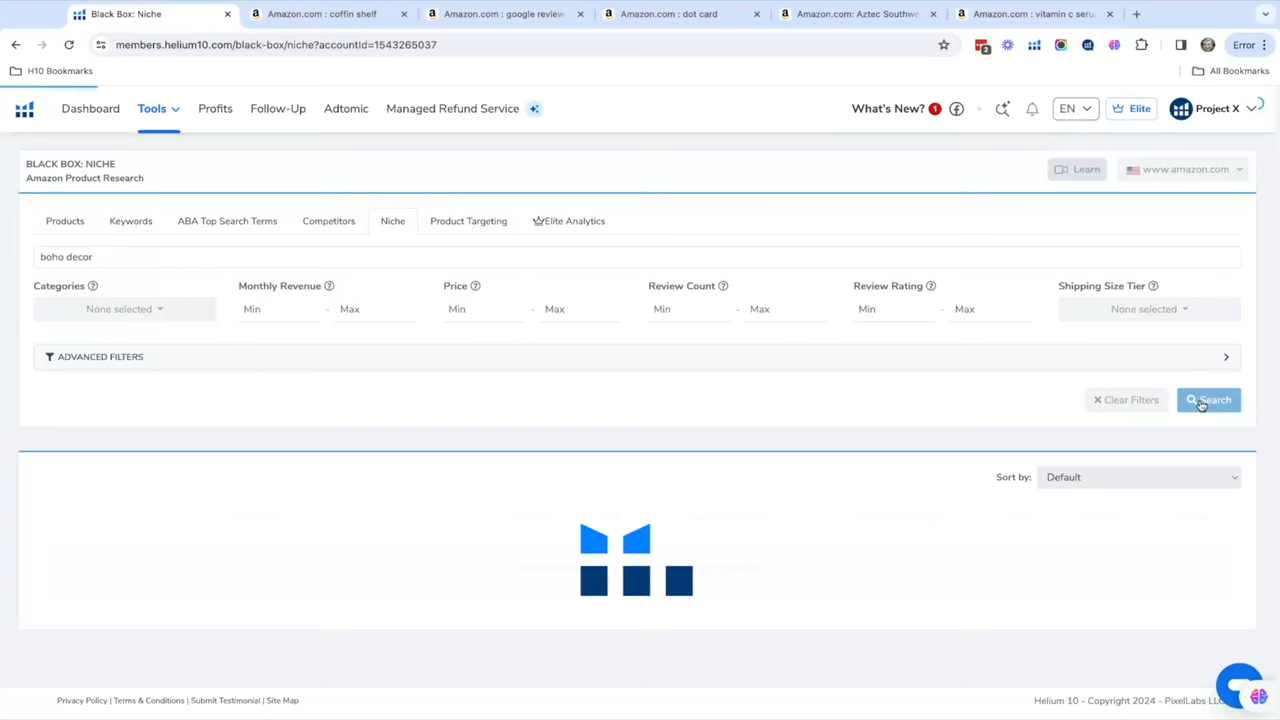 Black Box: Niche
Amazon.com : coffin shelf
Amazon.com : google review
Amazon.com : dot card
Amazon.com: Aztec Southw
Amazon.com : vitamin c seru
members.helium10.com/black-box/niche?accountId=1543265037
2
Error
H10 Bookmarks
All Bookmarks
Dashboard
Tools
Profits
Follow-Up
Adtomic
Managed Refund Service
What's New? 1
EN
Elite
Project X
BLACK BOX: NICHE
Amazon Product Research
Learn
www.amazon.com
Products
Keywords
ABA Top Search Terms
Competitors
Niche
Product Targeting
Elite Analytics
boho decor
Categories
Monthly Revenue
Price
Review Count
Review Rating
Shipping Size Tier
None selected
Min - Max
Min - Max
Min - Max
Min - Max
None selected
ADVANCED FILTERS
Clear Filters
Search
Sort by:
Default
Privacy Policy | Terms & Conditions | Submit Testimonial | Site Map
Helium 10 - Copyright 2024 - PixelLabs LLC